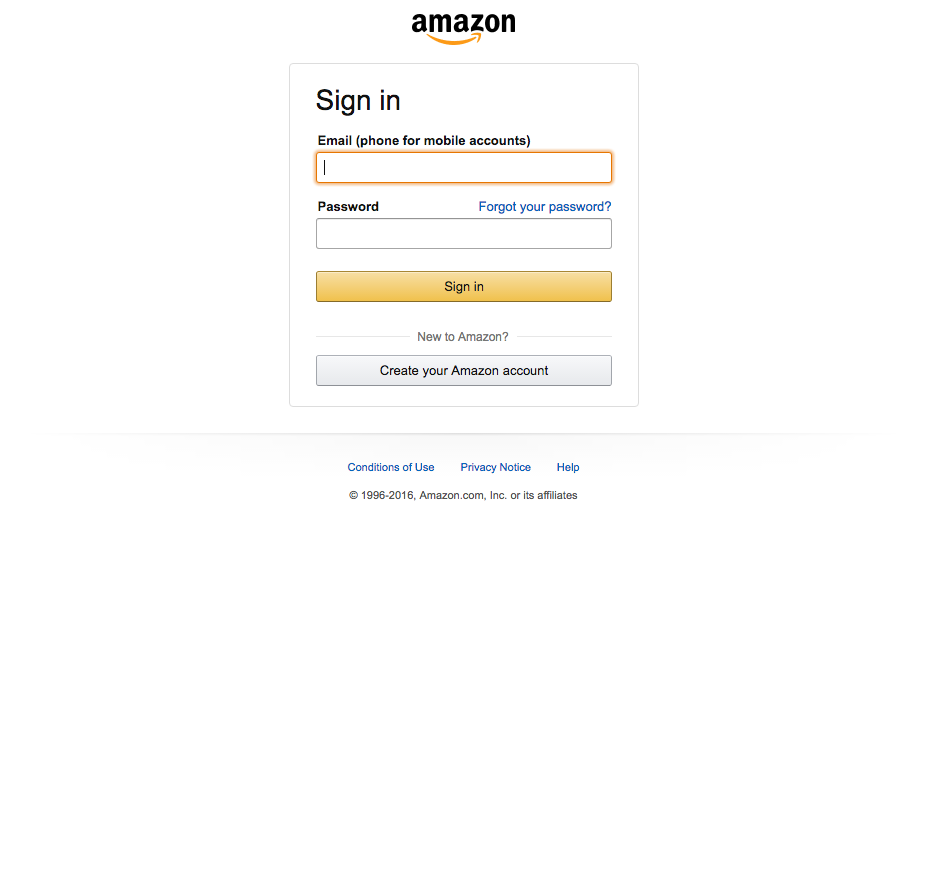 amazon
Sign in
Email (phone for mobile accounts)
Password Forgot your password?
Sign in
New to Amazon?
Create your Amazon account
Conditions of Use Privacy Notice Help
© 1996-2016, Amazon.com, Inc. or its affiliates